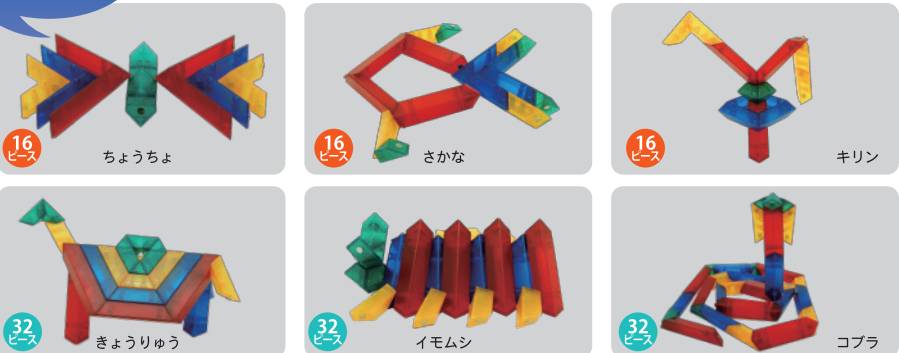 16
ピース
ちょうちょ
16
ピース
さかな
16
ピース
キリン
32
ピース
きょうりゅう
32
ピース
イモムシ
32
ピース
コブラ